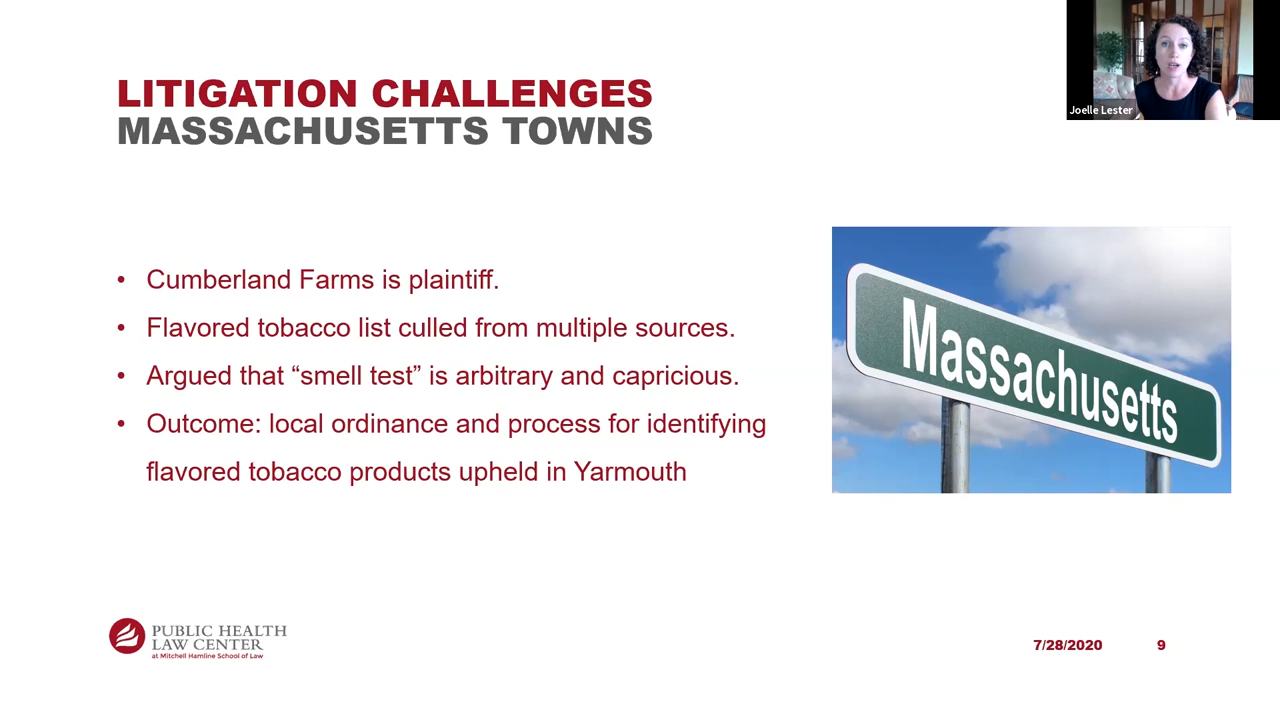 LITIGATION CHALLENGES
MASSACHUSETTS TOWNS
Joelle Lester
• Cumberland Farms is plaintiff.
• Flavored tobacco list culled from multiple sources.
• Argued that “smell test” is arbitrary and capricious.
• Outcome: local ordinance and process for identifying
flavored tobacco products upheld in Yarmouth
Massachusetts
PUBLIC HEALTH
LAW CENTER
at Mitchell Hamline School of Law
7/28/2020 9